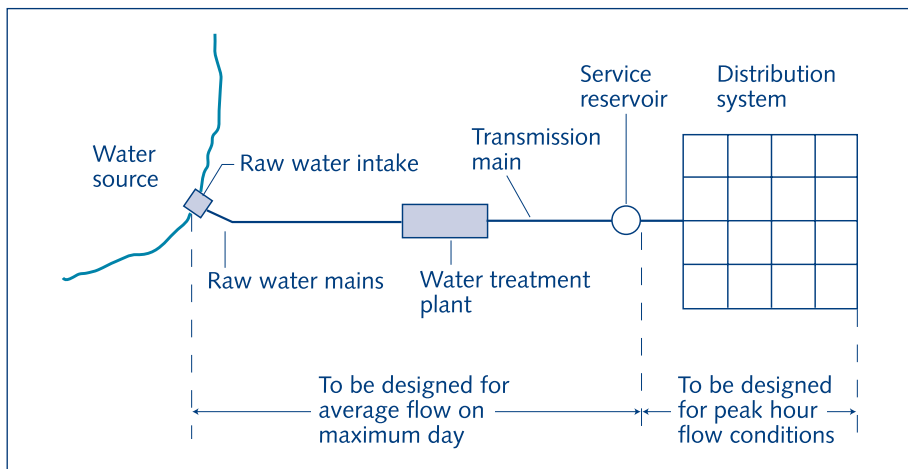 Service
reservoir
Distribution
system
Transmission
main
Water
source
Raw water intake
Raw water mains
Water treatment
plant
To be designed for
average flow on
maximum day
To be designed
for peak hour
flow conditions